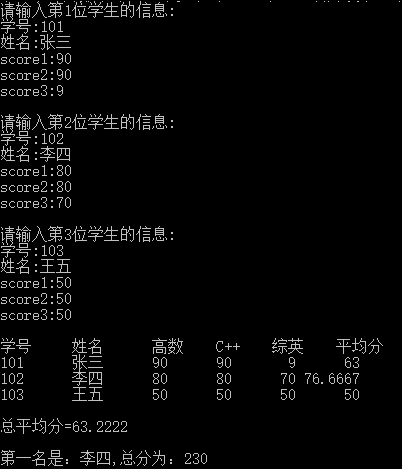 请输入第1位学生的信息:
学号:101
姓名:张三
score1:90
score2:90
score3:9
请输入第2位学生的信息:
学号:102
姓名:李四
score1:80
score2:80
score3:70
请输入第3位学生的信息:
学号:103
姓名:王五
score1:50
score2:50
score3:50
学号 姓名 高数 C++ 综英 平均分
101 张三 90 90 9 63
102 李四 80 80 70 76.6667
103 王五 50 50 50 50
总平均分=63.2222
第一名是: 李四,总分为: 230